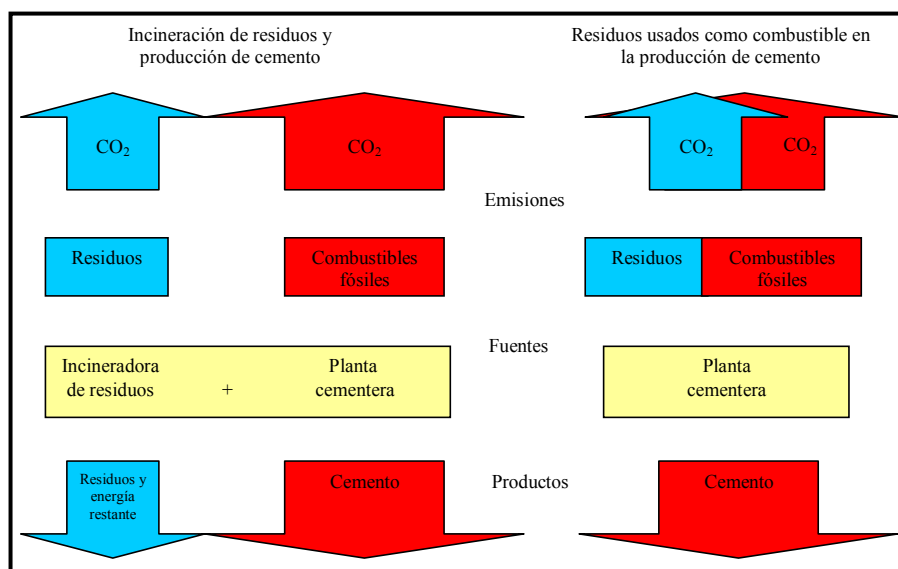 Incineración de residuos y
producción de cemento
Residuos usados como combustible en
la producción de cemento
CO₂
CO₂
CO₂
CO₂
Emisiones
Residuos
Combustibles
fósiles
Residuos
Combustibles
fósiles
Fuentes
Incineradora
de residuos
+
Planta
cementera
Planta
cementera
Residuos y
energía
restante
Cemento
Productos
Cemento